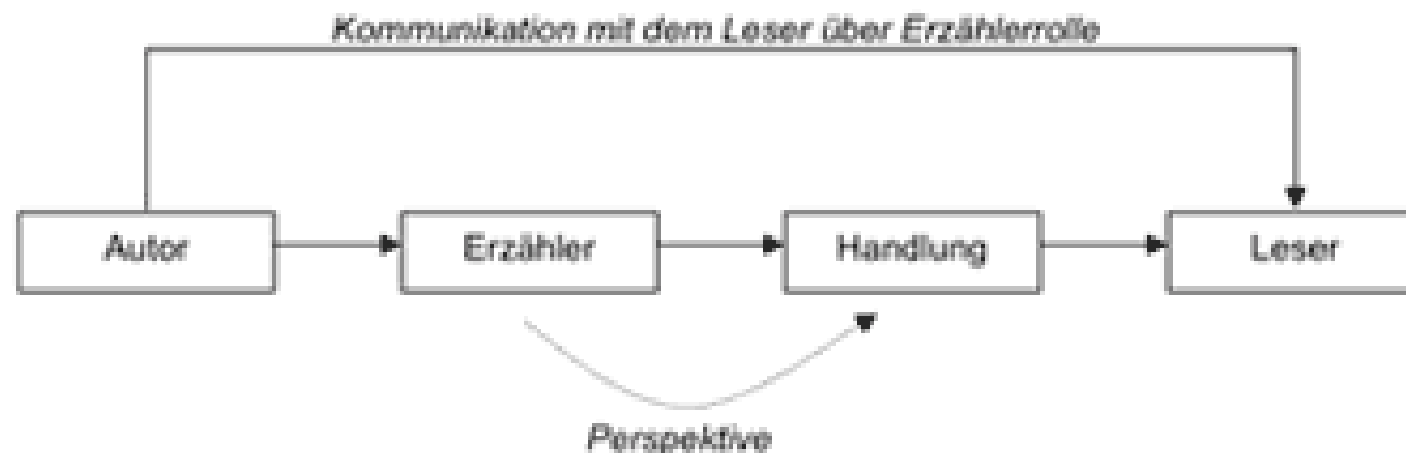 Kommunikation mit dem Leser über Erzählerrolle
Autor
Erzähler
Handlung
Leser
Perspektive